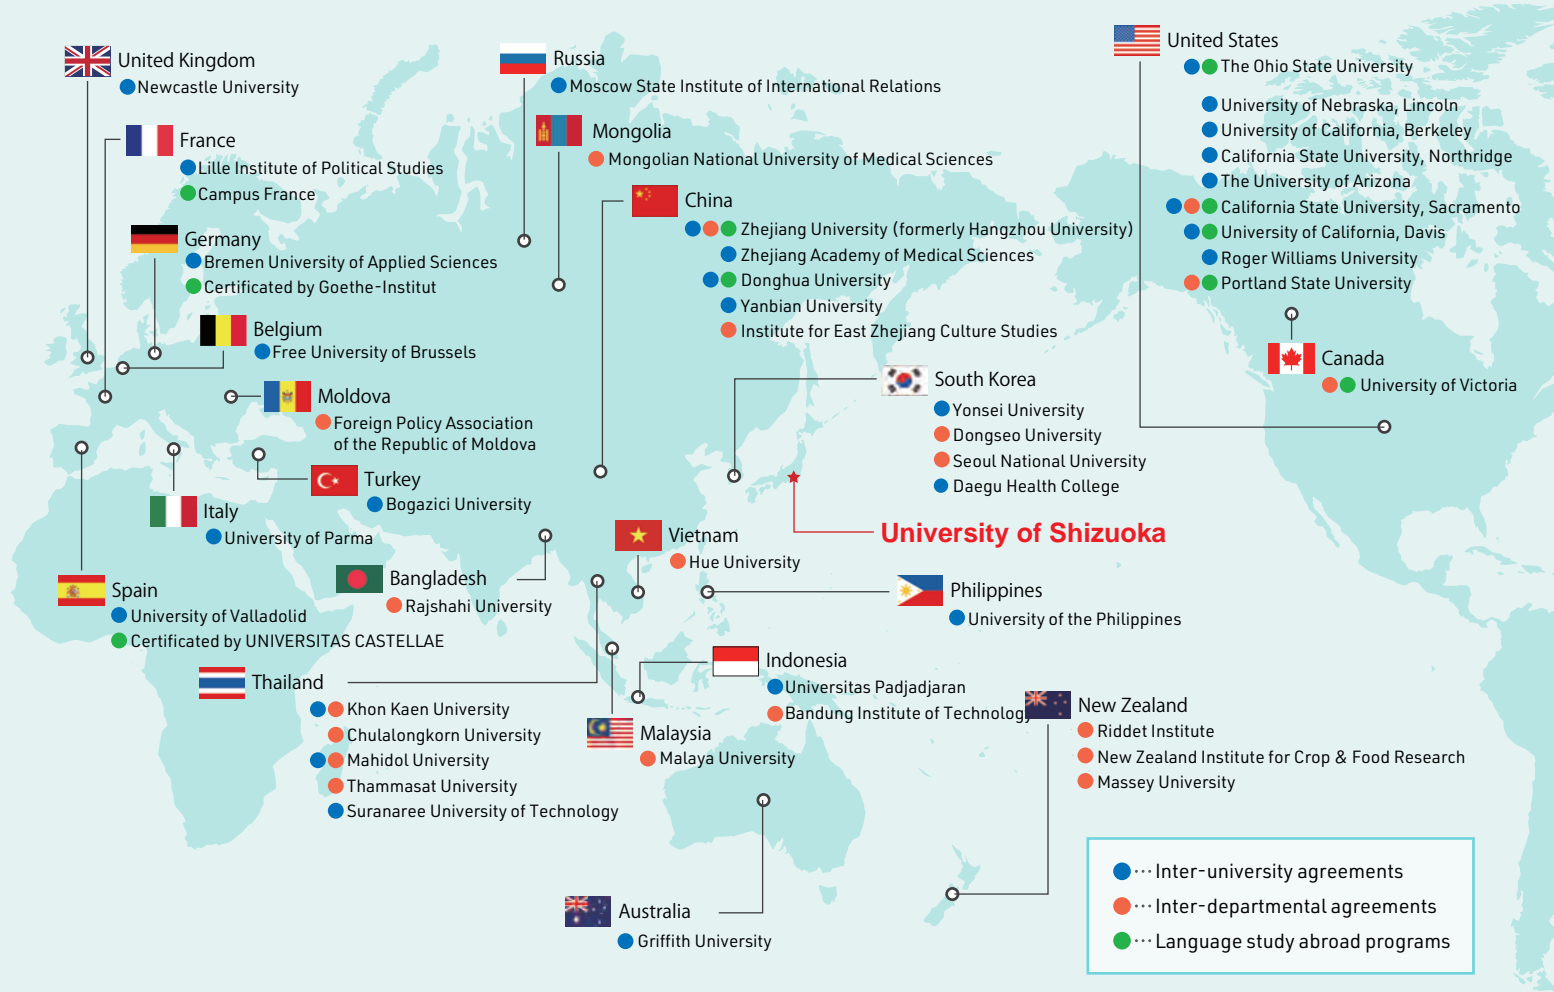 United Kingdom
Newcastle University
France
Lille Institute of Political Studies
Campus France
Germany
Bremen University of Applied Sciences
Certificated by Goethe-Institut
Belgium
Free University of Brussels
Moldova
Foreign Policy Association
of the Republic of Moldova
Turkey
Bogazici University
Italy
University of Parma
Spain
University of Valladolid
Certificated by UNIVERSITAS CASTELLAE
Bangladesh
Rajshahi University
Thailand
Khon Kaen University
Chulalongkorn University
Mahidol University
Thammasat University
Suranaree University of Technology
Russia
Moscow State Institute of International Relations
Mongolia
Mongolian National University of Medical Sciences
China
Zhejiang University (formerly Hangzhou University)
Zhejiang Academy of Medical Sciences
Donghua University
Yanbian University
Institute for East Zhejiang Culture Studies
South Korea
Yonsei University
Dongseo University
Seoul National University
Daegu Health College
University of Shizuoka
Vietnam
Hue University
Philippines
University of the Philippines
Indonesia
Universitas Padjadjaran
Bandung Institute of Technology
Malaysia
Malaya University
Australia
Griffith University
New Zealand
Riddet Institute
New Zealand Institute for Crop & Food Research
Massey University
United States
The Ohio State University
University of Nebraska, Lincoln
University of California, Berkeley
California State University, Northridge
The University of Arizona
California State University, Sacramento
University of California, Davis
Roger Williams University
Portland State University
Canada
University of Victoria
···Inter-university agreements
···Inter-departmental agreements
···Language study abroad programs